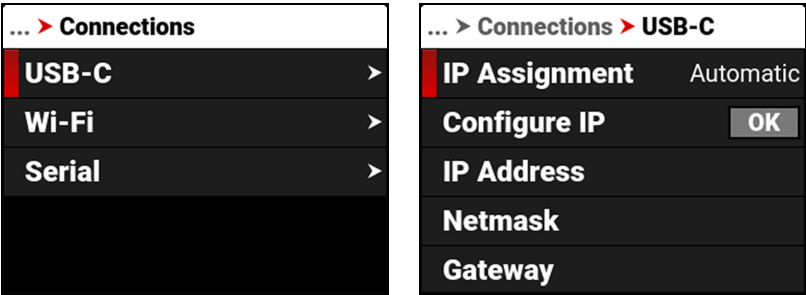 ... > Connections
USB-C >
Wi-Fi >
Serial >
... > Connections > USB-C
IP Assignment Automatic
Configure IP OK
IP Address
Netmask
Gateway